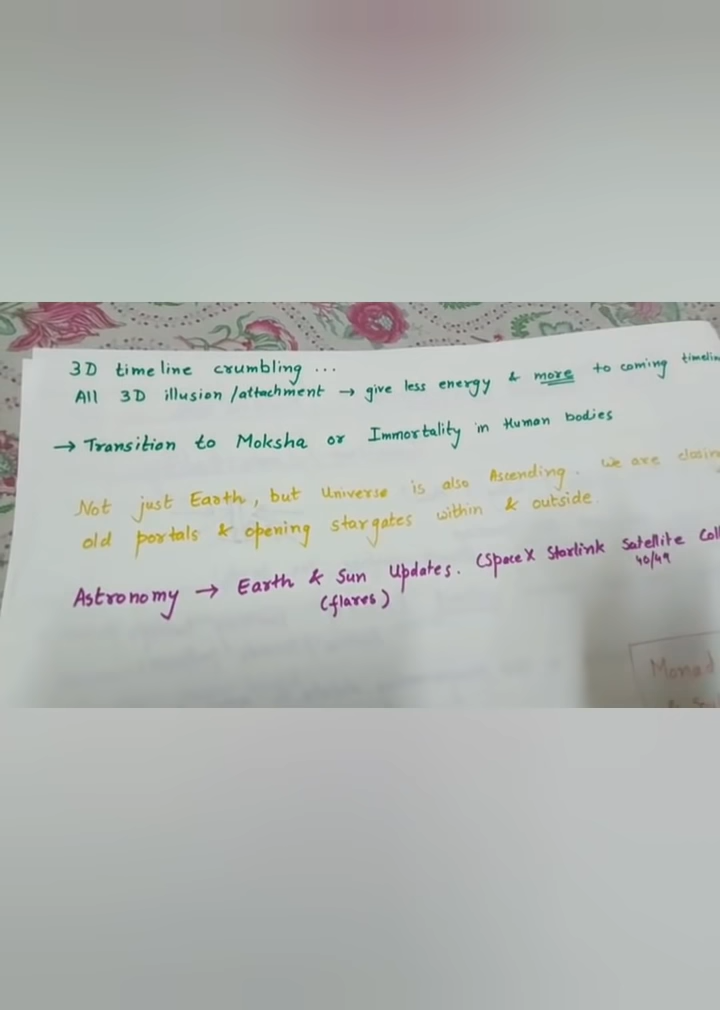 3D timeline crumbling ...
All 3D illusion/attachment → give less energy & more to coming
→ Transition to Moksha or Immortality in Human bodies
Not just Earth, but Universe is also Ascending. We are
old portals & opening stargates within & outside.
Astronomy → Earth & Sun Updates. (SpaceX Starlink Satellite
(flares) 40/49